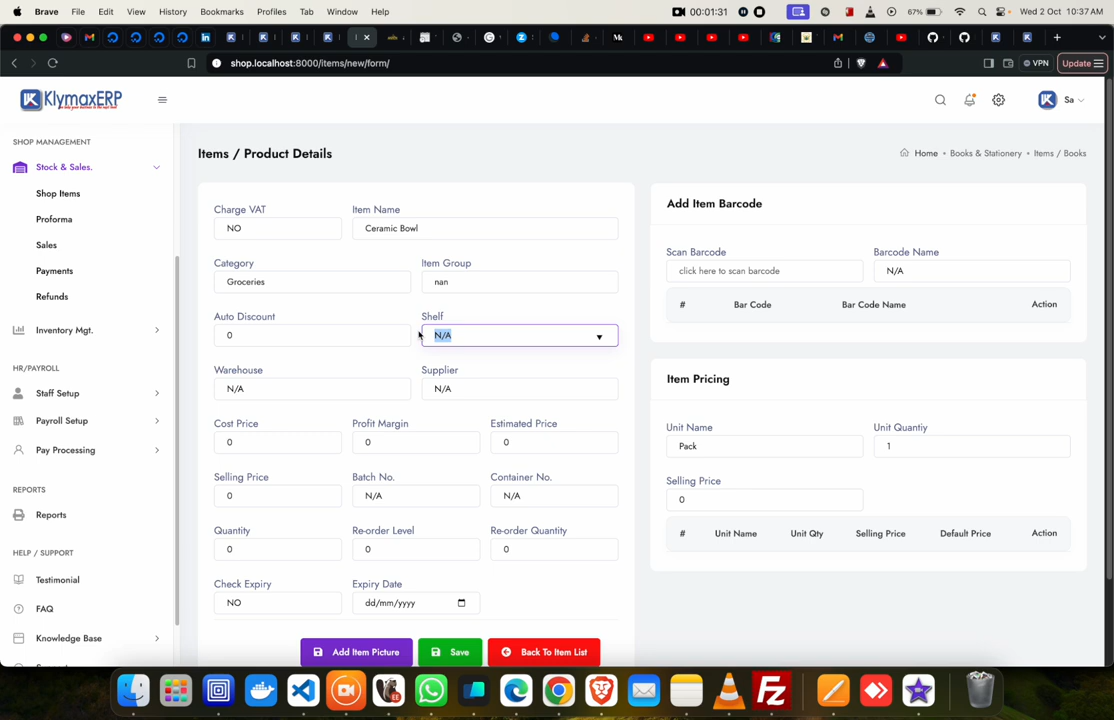 Brave File Edit View History Bookmarks Profiles Tab Window Help 00:01:31 67% Wed 2 Oct 10:37 AM
shop.localhost:8000/items/new/form/ VPN Update
KlymaxERP Sa
SHOP MANAGEMENT
Stock & Sales.
Shop Items
Proforma
Sales
Payments
Refunds
Inventory Mgt.
HR/PAYROLL
Staff Setup
Payroll Setup
Pay Processing
REPORTS
Reports
HELP / SUPPORT
Testimonial
FAQ
Knowledge Base
Items / Product Details
Home • Books & Stationery • Items / Books
Charge VAT Item Name
NO Ceramic Bowl
Category Item Group
Groceries nan
Auto Discount Shelf
0 N/A
Warehouse Supplier
N/A N/A
Cost Price Profit Margin Estimated Price
0 0 0
Selling Price Batch No. Container No.
0 N/A N/A
Quantity Re-order Level Re-order Quantity
0 0 0
Check Expiry Expiry Date
NO dd/mm/yyyy
Add Item Picture Save Back To Item List
Add Item Barcode
Scan Barcode Barcode Name
click here to scan barcode N/A
# Bar Code Bar Code Name Action
Item Pricing
Unit Name Unit Quantiy
Pack 1
Selling Price
0
# Unit Name Unit Qty Selling Price Default Price Action